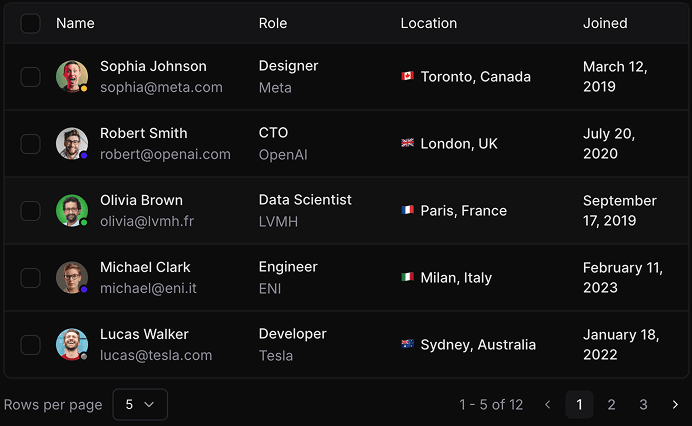 Name Role Location Joined
Sophia Johnson Designer March 12,
sophia@meta.com Meta Toronto, Canada 2019
Robert Smith CTO July 20,
robert@openai.com OpenAI London, UK 2020
Olivia Brown Data Scientist September
olivia@lvmh.fr LVMH Paris, France 17, 2019
Michael Clark Engineer February 11,
michael@eni.it ENI Milan, Italy 2023
Lucas Walker Developer January 18,
lucas@tesla.com Tesla Sydney, Australia 2022
Rows per page 5 1 - 5 of 12 1 2 3